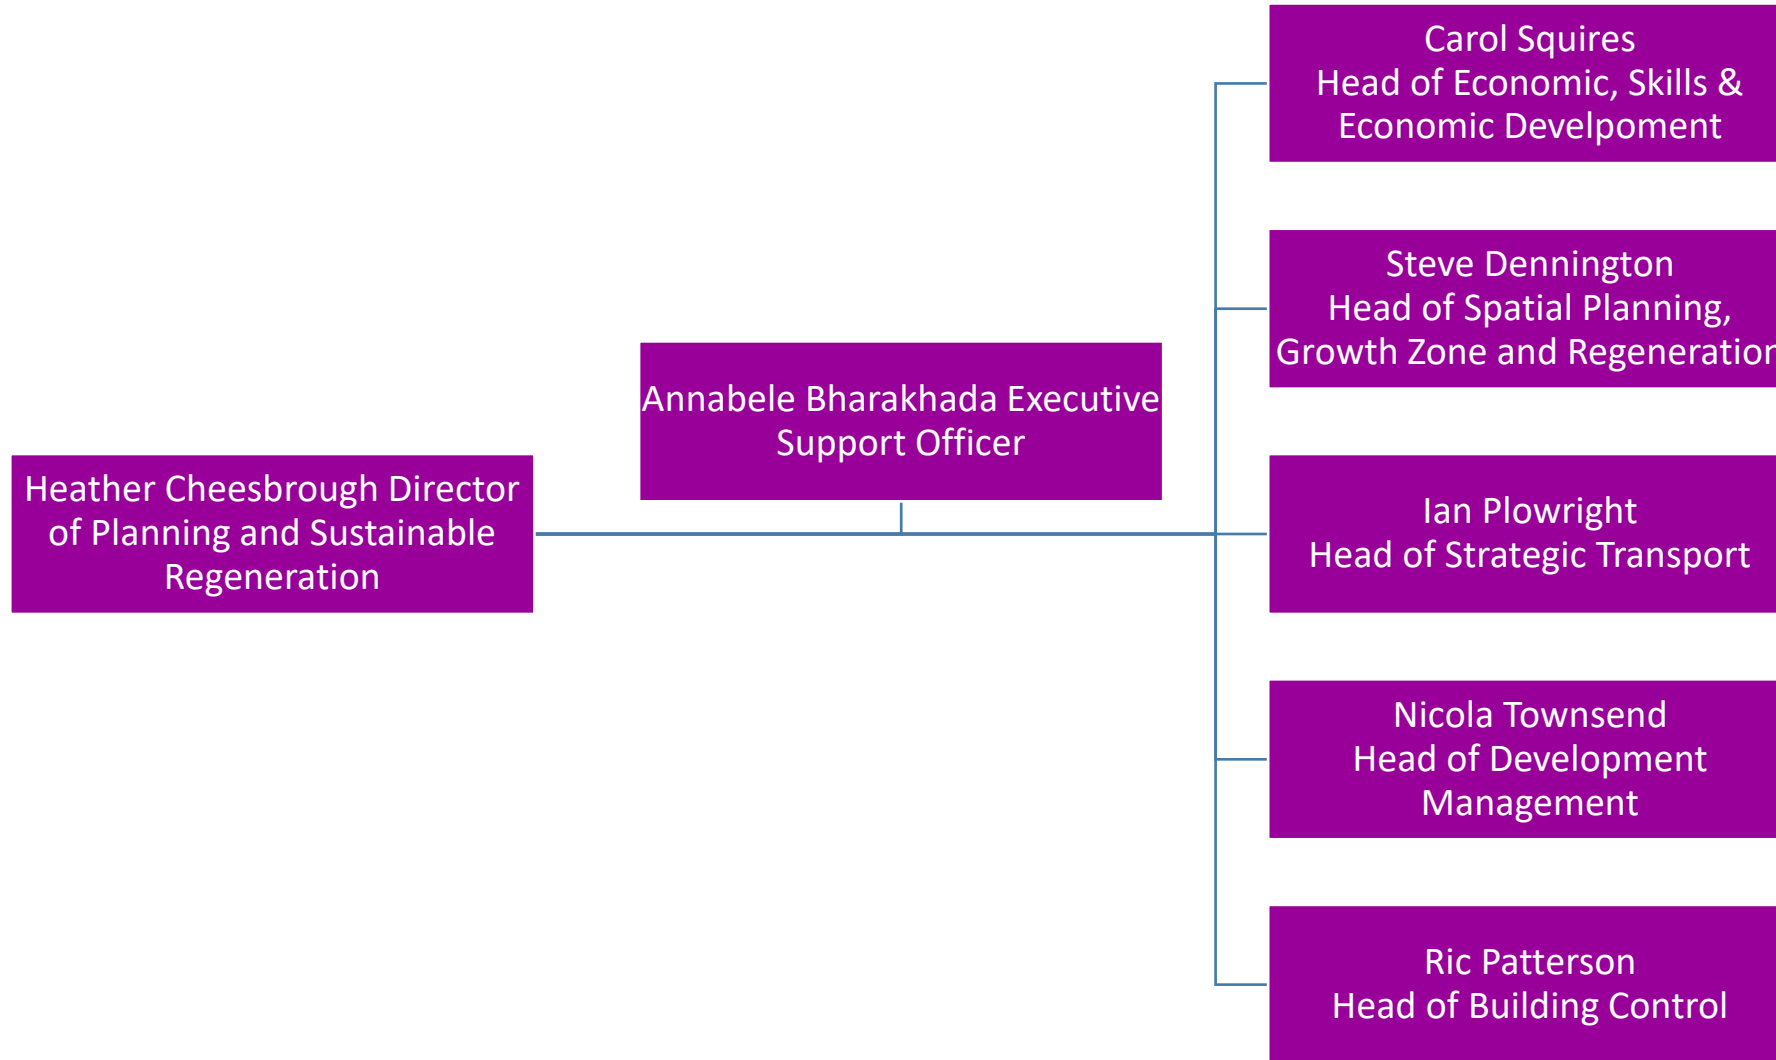 Heather Cheesbrough Director
of Planning and Sustainable
Regeneration
Annabele Bharakhada Executive
Support Officer
Carol Squires
Head of Economic, Skills &
Economic Develpoment
Steve Dennington
Head of Spatial Planning,
Growth Zone and Regeneration
Ian Plowright
Head of Strategic Transport
Nicola Townsend
Head of Development
Management
Ric Patterson
Head of Building Control